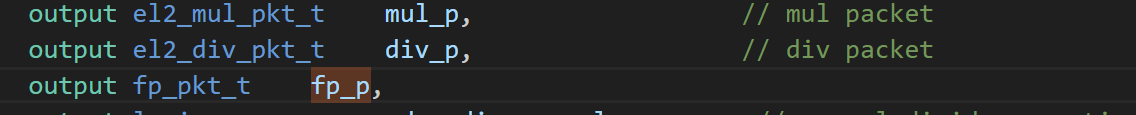 output el2_mul_pkt_t    mul_p,                  // mul packet
output el2_div_pkt_t    div_p,                  // div packet
output fp_pkt_t    fp_p,